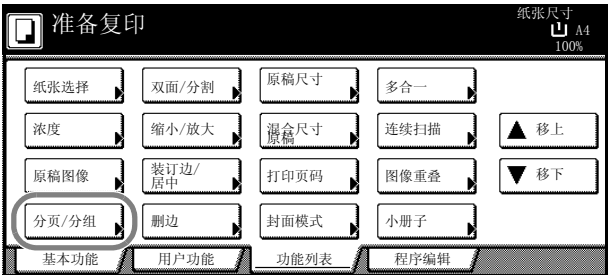 准备复印
纸张尺寸
A4
100%
纸张选择
双面/分割
原稿尺寸
多合一
浓度
缩小/放大
混合尺寸
原稿
连续扫描
移上
原稿图像
装订边/
居中
打印页码
图像重叠
移下
分页/分组
删边
封面模式
小册子
基本功能
用户功能
功能列表
程序编辑